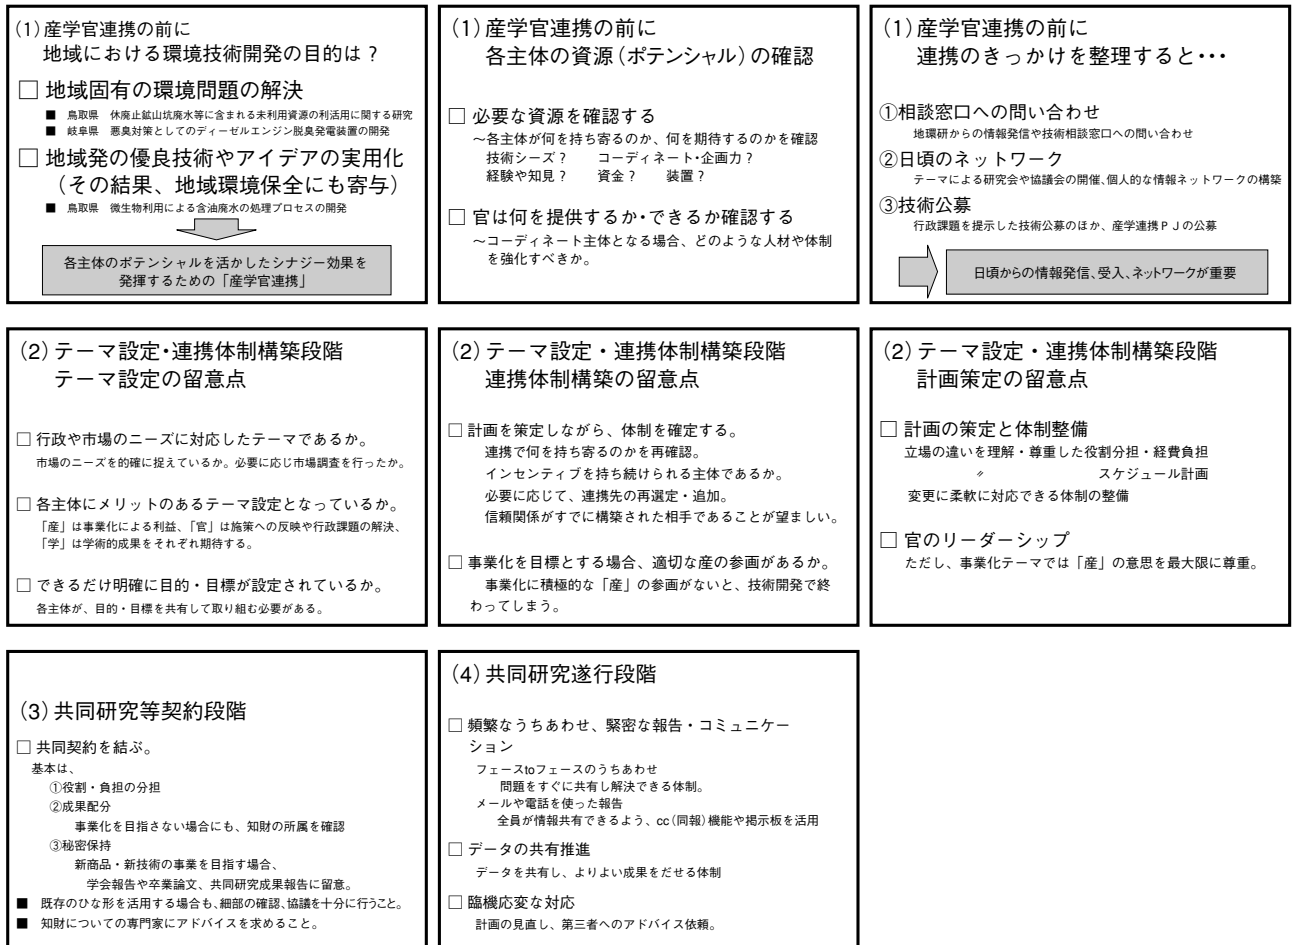 (1)産学官連携の前に
地域における環境技術開発の目的は？
□ 地域固有の環境問題の解決
■ 鳥取県 休廃止鉱山坑廃水等に含まれる未利用資源の利活用に関する研究
■ 岐阜県 悪臭対策としてのディーゼルエンジン脱臭発電装置の開発
□ 地域発の優良技術やアイデアの実用化
（その結果、地域環境保全にも寄与）
■ 鳥取県 微生物利用による含油廃水の処理プロセスの開発
各主体のポテンシャルを活かしたシナジー効果を
発揮するための「産学官連携」
(1)産学官連携の前に
各主体の資源（ポテンシャル）の確認
□ 必要な資源を確認する
～各主体が何を持ち寄るのか、何を期待するのかを確認
技術シーズ？ コーディネート・企画力？
経験や知見？ 資金？ 装置？
□ 官は何を提供するか・できるか確認する
～コーディネート主体となる場合、どのような人材や体制
を強化すべきか。
(1)産学官連携の前に
連携のきっかけを整理すると・・・
①相談窓口への問い合わせ
地環研からの情報発信や技術相談窓口への問い合わせ
②日頃のネットワーク
テーマによる研究会や協議会の開催、個人的な情報ネットワークの構築
③技術公募
行政課題を提示した技術公募のほか、産学連携ＰＪの公募
日頃からの情報発信、受入、ネットワークが重要
(2)テーマ設定・連携体制構築段階
テーマ設定の留意点
□ 行政や市場のニーズに対応したテーマであるか。
市場のニーズを的確に捉えているか。必要に応じ市場調査を行ったか。
□ 各主体にメリットのあるテーマ設定となっているか。
「産」は事業化による利益、「官」は施策への反映や行政課題の解決、
「学」は学術的成果をそれぞれ期待する。
□ できるだけ明確に目的・目標が設定されているか。
各主体が、目的・目標を共有して取り組む必要がある。
(2)テーマ設定・連携体制構築段階
連携体制構築の留意点
□ 計画を策定しながら、体制を確定する。
連携で何を持ち寄るのかを再確認。
インセンティブを持ち続けられる主体であるか。
必要に応じて、連携先の再選定・追加。
信頼関係がすでに構築された相手であることが望ましい。
□ 事業化を目標とする場合、適切な産の参画があるか。
事業化に積極的な「産」の参画がないと、技術開発で終
わってしまう。
(2)テーマ設定・連携体制構築段階
計画策定の留意点
□ 計画の策定と体制整備
立場の違いを理解・尊重した役割分担・経費負担
〃 スケジュール計画
変更に柔軟に対応できる体制の整備
□ 官のリーダーシップ
ただし、事業化テーマでは「産」の意思を最大限に尊重。
(3)共同研究等契約段階
□ 共同契約を結ぶ。
基本は、
①役割・負担の分担
②成果配分
事業化を目指さない場合にも、知財の所属を確認
③秘密保持
新商品・新技術の事業を目指す場合、
学会報告や卒業論文、共同研究成果報告に留意。
■ 既存のひな形を活用する場合も、細部の確認、協議を十分に行うこと。
■ 知財についての専門家にアドバイスを求めること。
(4)共同研究遂行段階
□ 頻繁なうちあわせ、緊密な報告・コミュニケー
ション
フェースtoフェースのうちあわせ
問題をすぐに共有し解決できる体制。
メールや電話を使った報告
全員が情報共有できるよう、cc(同報)機能や掲示板を活用
□ データの共有推進
データを共有し、よりよい成果をだせる体制
□ 臨機応変な対応
計画の見直し、第三者へのアドバイス依頼。